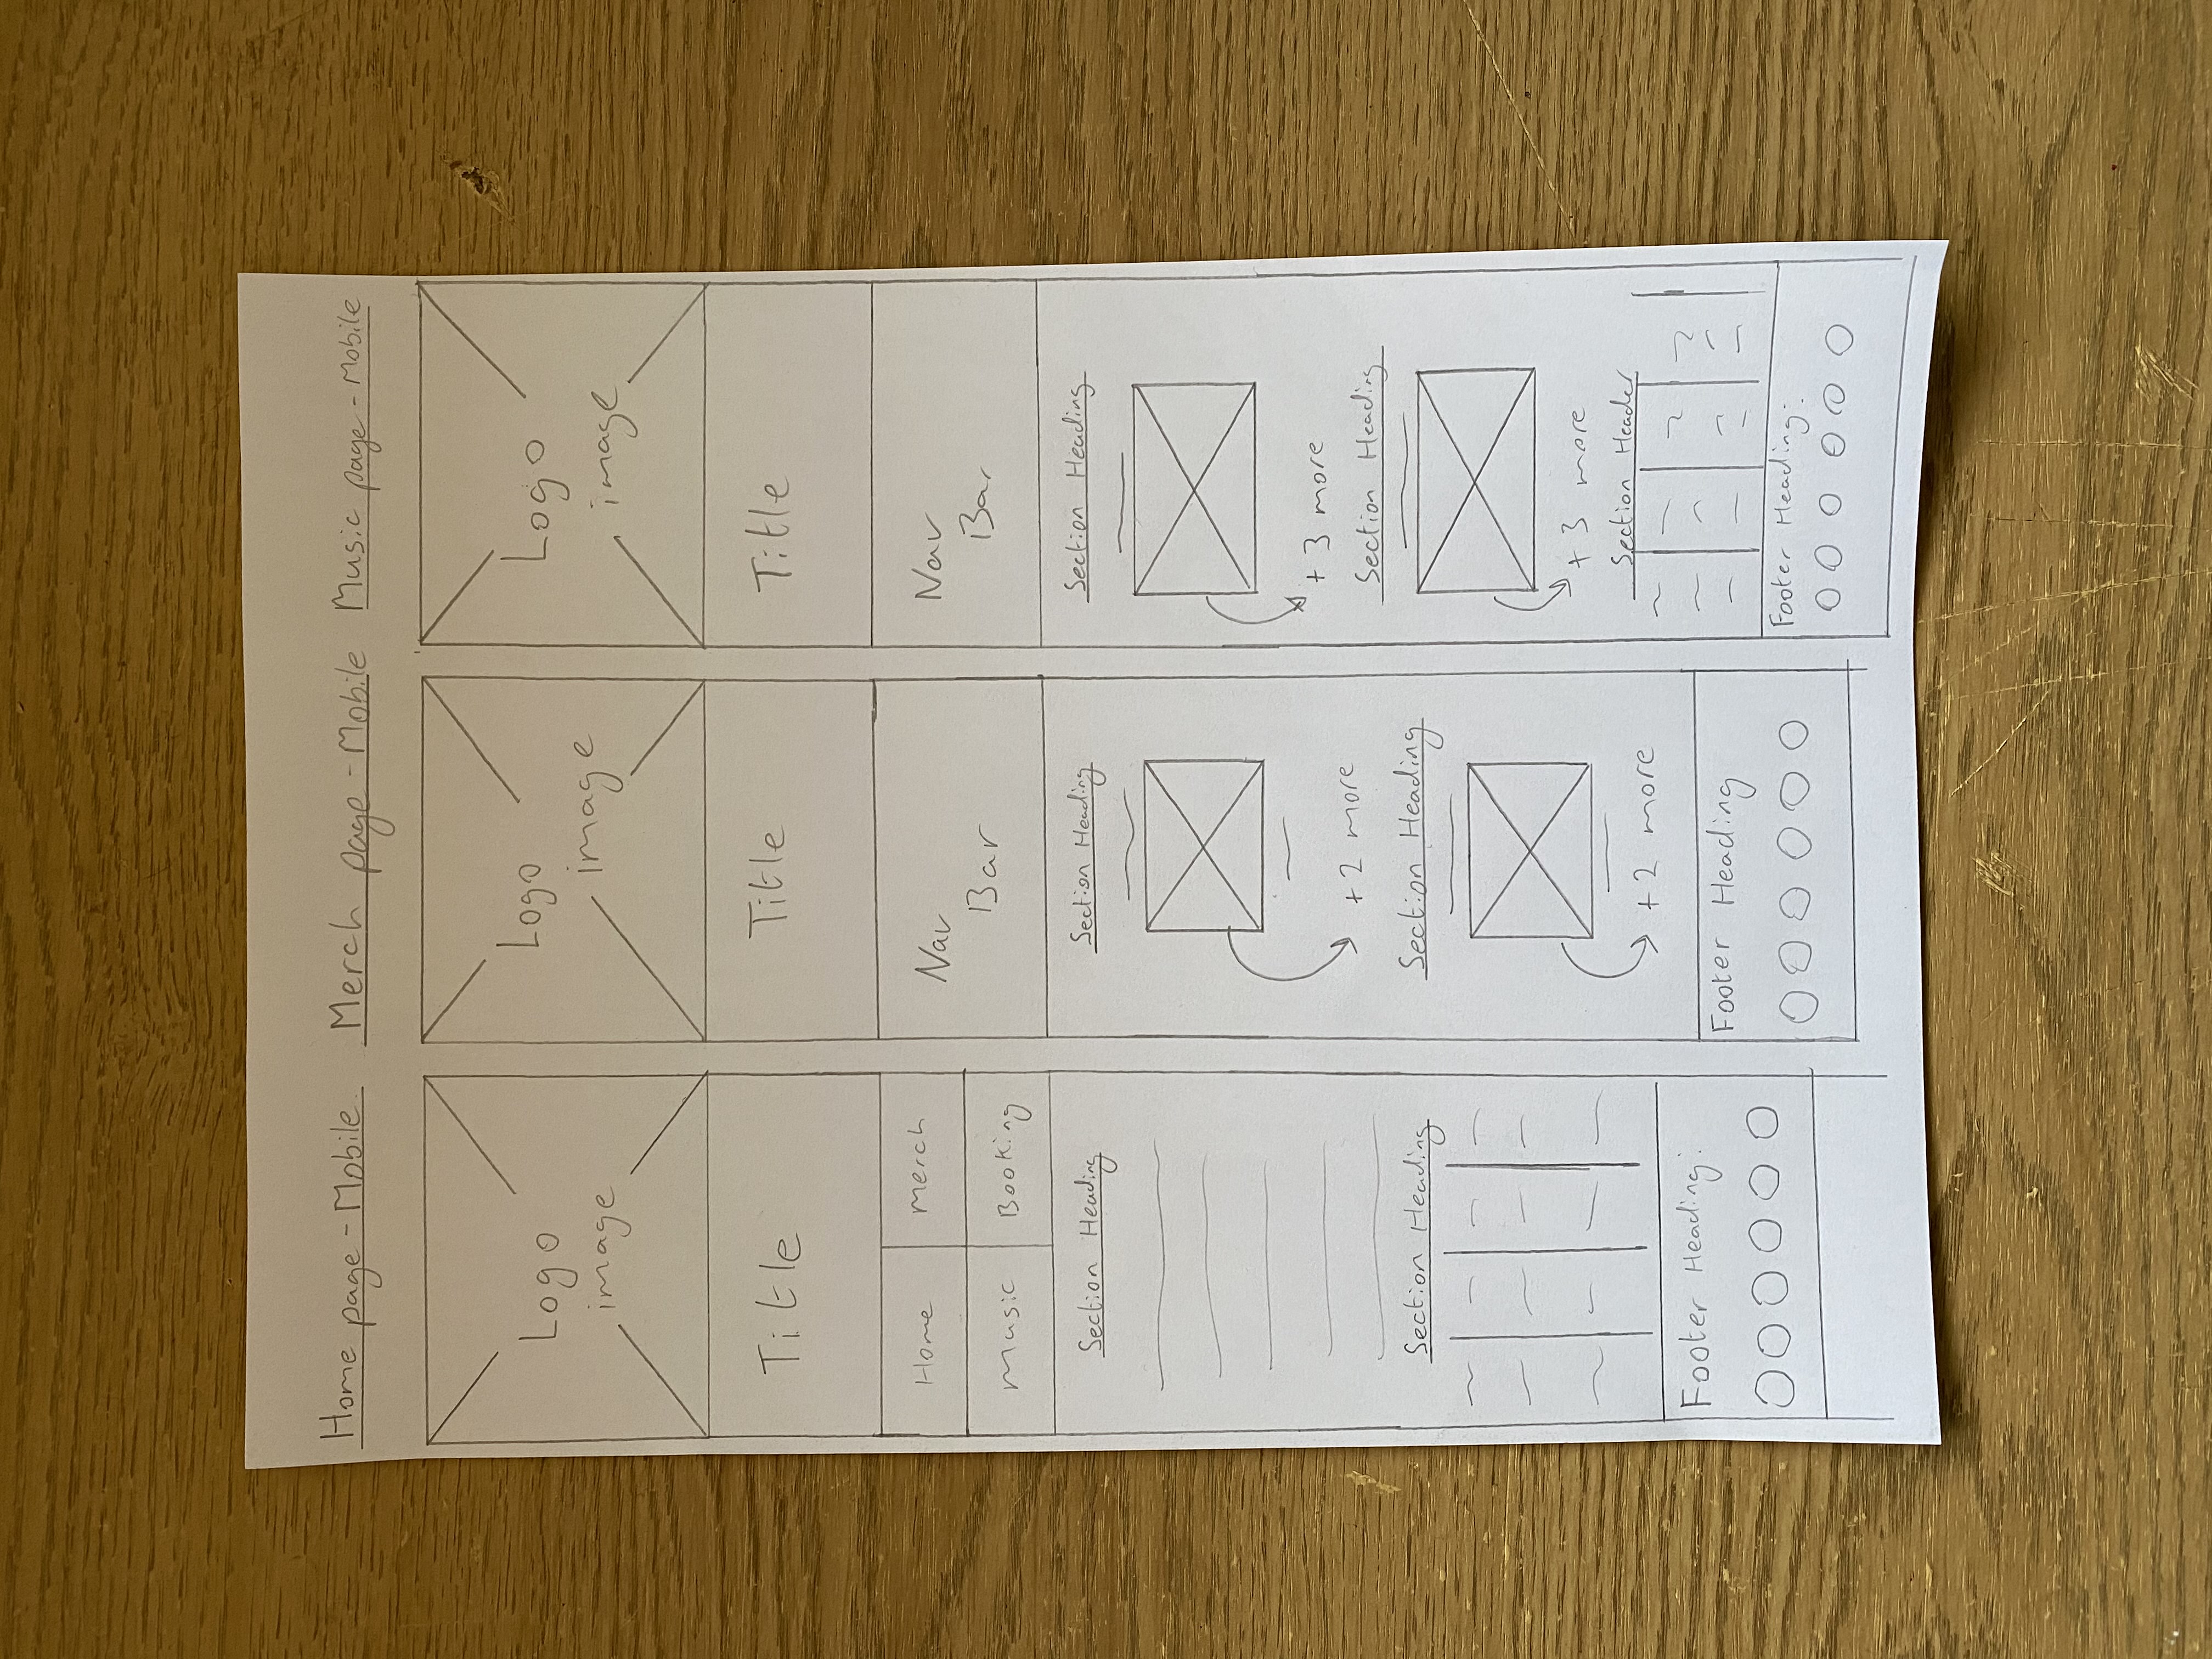 Home page - Mobile
Logo
image
Title
Home
Merch
Music
Booking
Section Heading
Section Heading
Footer Heading:
Merch page - Mobile
Logo
image
Title
Nav
Bar
Section Heading
+ 2 more
Section Heading
+ 2 more
Footer Heading
Music page - Mobile
Logo
image
Title
Nav
Bar
Section Heading
+ 3 more
Section Heading
+ 3 more
Section Header
Footer Heading: